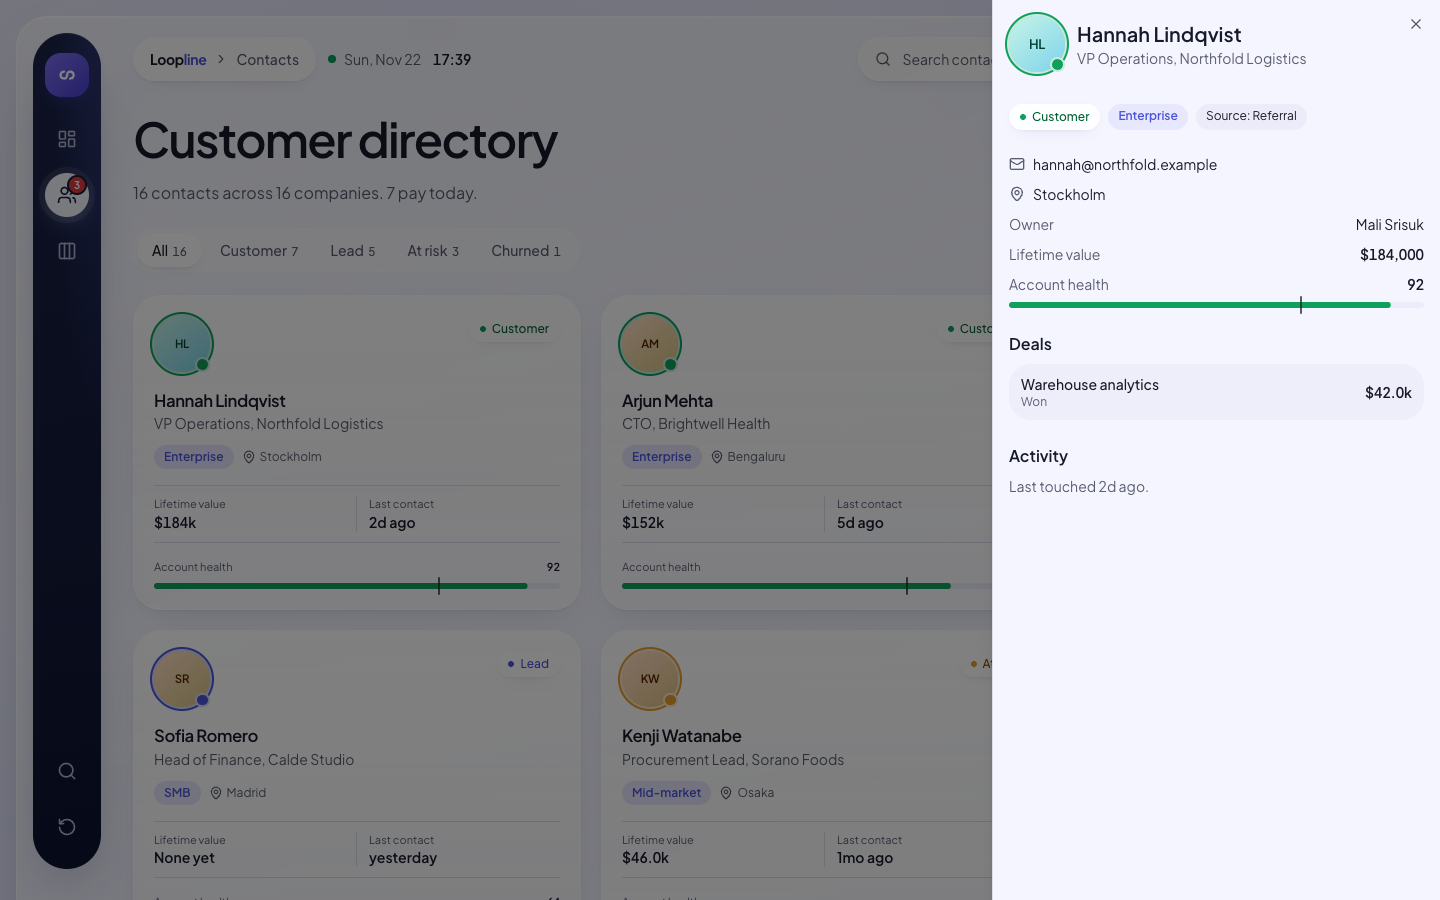 Loopline
Contacts
Sun, Nov 22 17:39
Search conta
3
Customer directory
16 contacts across 16 companies. 7 pay today.
All 16
Customer 7
Lead 5
At risk 3
Churned 1
HL
Customer
Hannah Lindqvist
VP Operations, Northfold Logistics
Enterprise
Stockholm
Lifetime value
$184k
Last contact
2d ago
Account health
92
AM
Custo
Arjun Mehta
CTO, Brightwell Health
Enterprise
Bengaluru
Lifetime value
$152k
Last contact
5d ago
Account health
SR
Lead
Sofia Romero
Head of Finance, Calde Studio
SMB
Madrid
Lifetime value
None yet
Last contact
yesterday
KW
Kenji Watanabe
Procurement Lead, Sorano Foods
Mid-market
Osaka
Lifetime value
$46.0k
Last contact
1mo ago
HL
Hannah Lindqvist
VP Operations, Northfold Logistics
Customer
Enterprise
Source: Referral
hannah@northfold.example
Stockholm
Owner
Mali Srisuk
Lifetime value
$184,000
Account health
92
Deals
Warehouse analytics
Won
$42.0k
Activity
Last touched 2d ago.